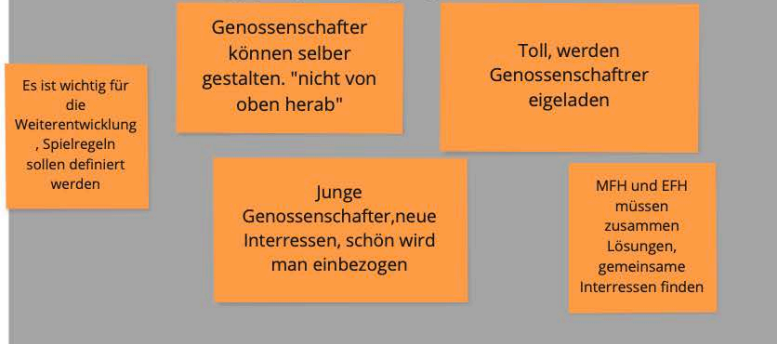 Genossenschafter
können selber
gestalten. "nicht von
oben herab"
Toll, werden
Genossenschaftrer
eigeladen
Es ist wichtig für
die
Weiterentwicklung
, Spielregeln
sollen definiert
werden
Junge
Genossenschafter,neue
Interressen, schön wird
man einbezogen
MFH und EFH
müssen
zusammen
Lösungen,
gemeinsame
Interressen finden